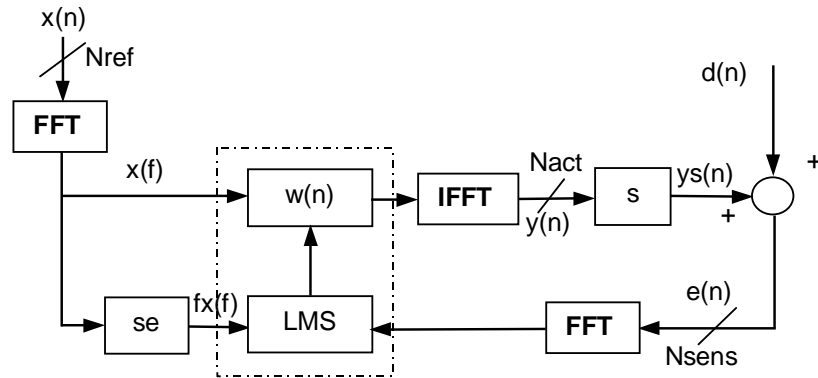 x(n)
Nref
d(n)
FFT
x(f)
Nact
ys(n)
+
w(n)
IFFT
s
y(n)
+
fx(f)
e(n)
se
LMS
FFT
Nsens